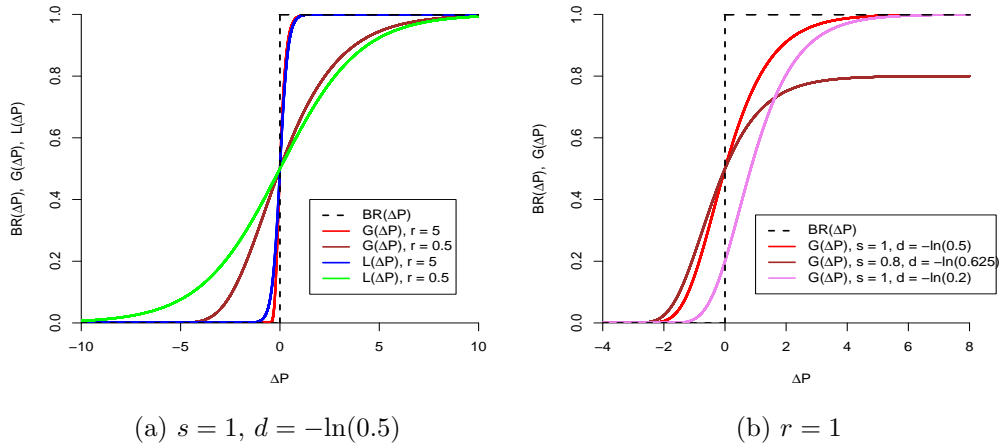 BR(ΔP), G(ΔP), L(ΔP)
1.0
0.8
0.6
0.4
0.2
0.0
BR(ΔP)
G(ΔP), r = 5
G(ΔP), r = 0.5
L(ΔP), r = 5
L(ΔP), r = 0.5
−10 −5 0 5 10
ΔP
(a) s = 1, d = −ln(0.5)
BR(ΔP), G(ΔP)
1.0
0.8
0.6
0.4
0.2
0.0
BR(ΔP)
G(ΔP), s = 1, d = −ln(0.5)
G(ΔP), s = 0.8, d = −ln(0.625)
G(ΔP), s = 1, d = −ln(0.2)
−4 −2 0 2 4 6 8
ΔP
(b) r = 1